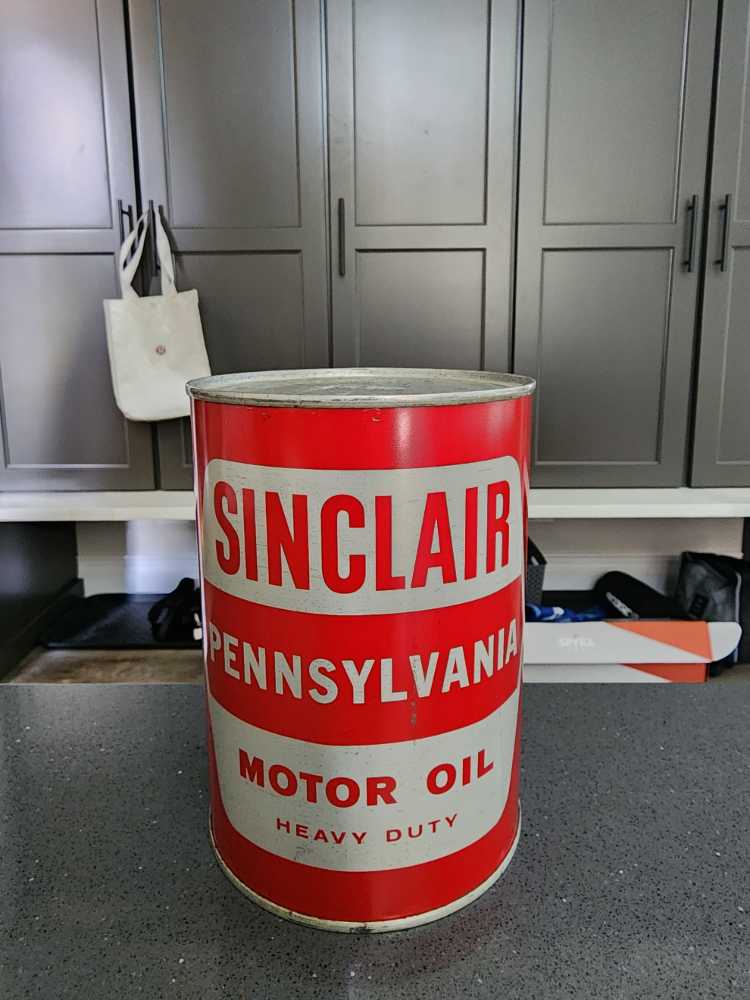 SINCLAIR
PENNSYLVANIA
MOTOR OIL
HEAVY DUTY